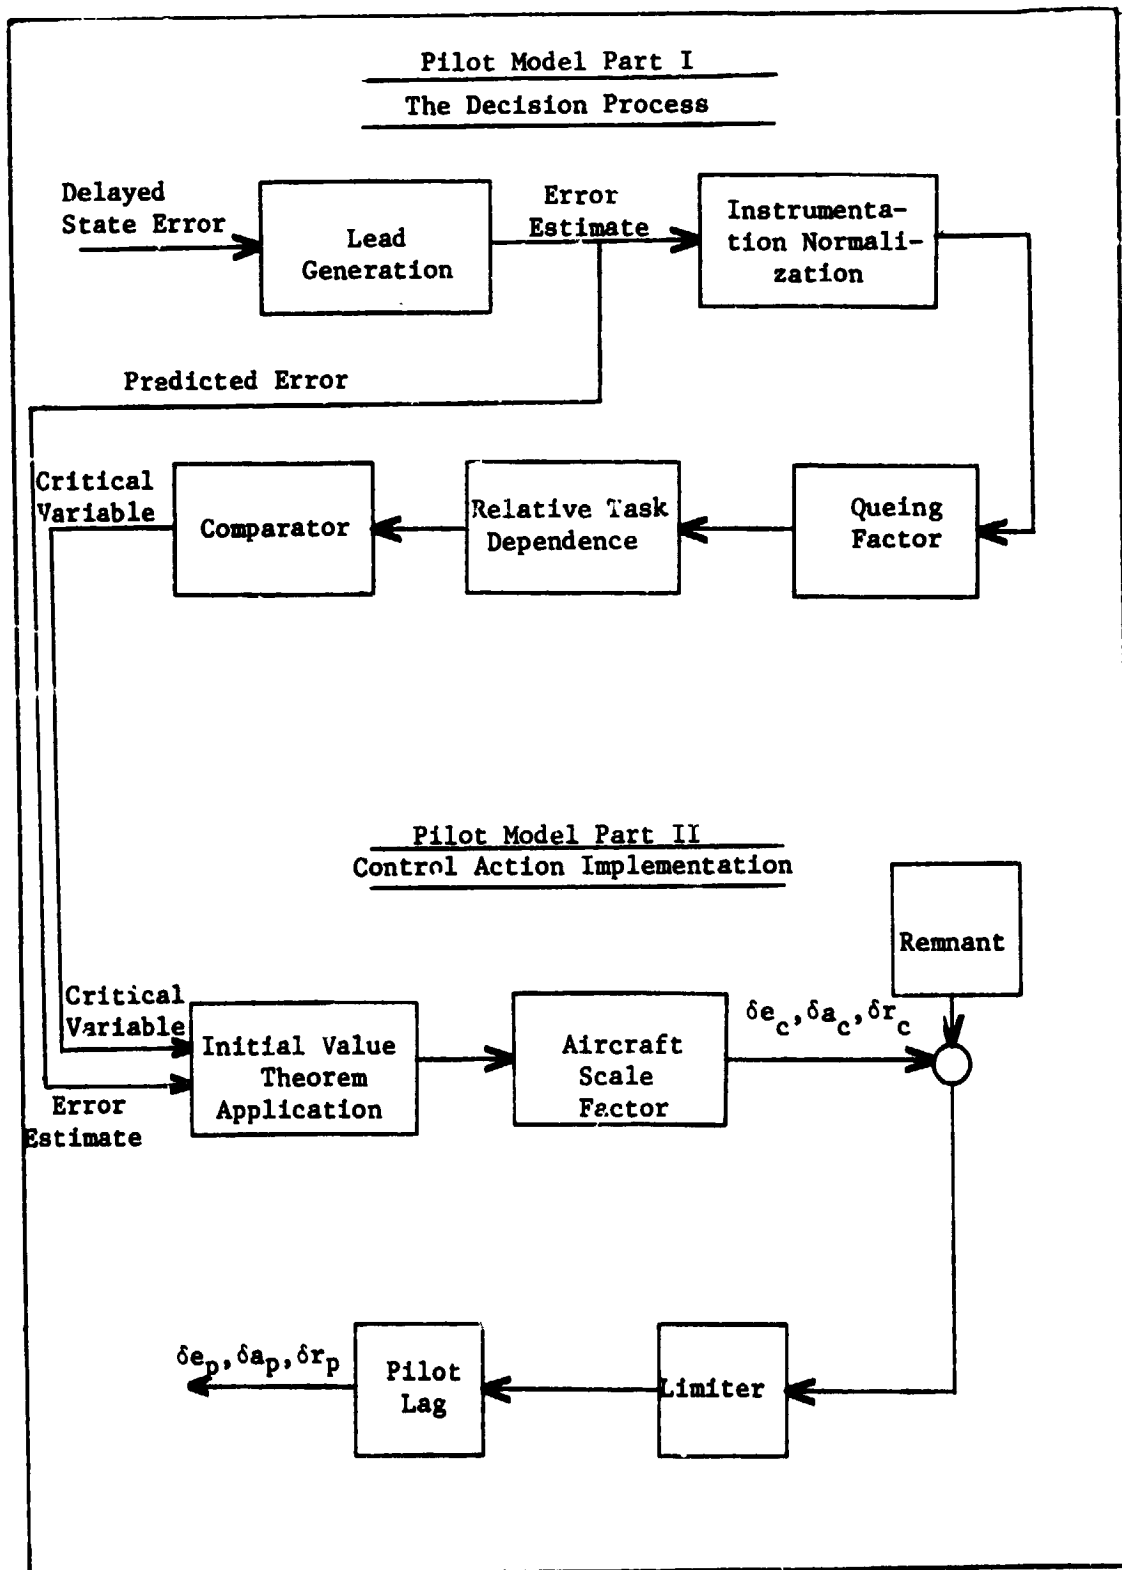 Pilot Model Part I
The Decision Process
Delayed
State Error
Lead
Generation
Error
Estimate
Instrumenta-
tion Normali-
zation
Predicted Error
Critical
Variable
Comparator
Relative Task
Dependence
Queing
Factor
Pilot Model Part II
Control Action Implementation
Remnant
Critical
Variable
Initial Value
Theorem
Application
Aircraft
Scale
Factor
δe_c, δa_c, δr_c
Error
Estimate
δe_p, δa_p, δr_p
Pilot
Lag
Limiter